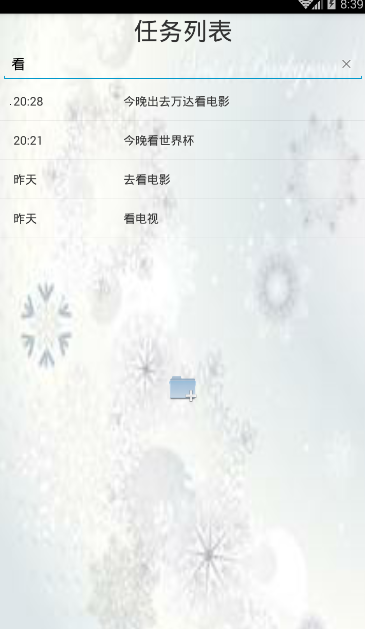 8:39
任务列表
看
20:28 今晚出去万达看电影
20:21 今晚看世界杯
昨天 去看电影
昨天 看电视